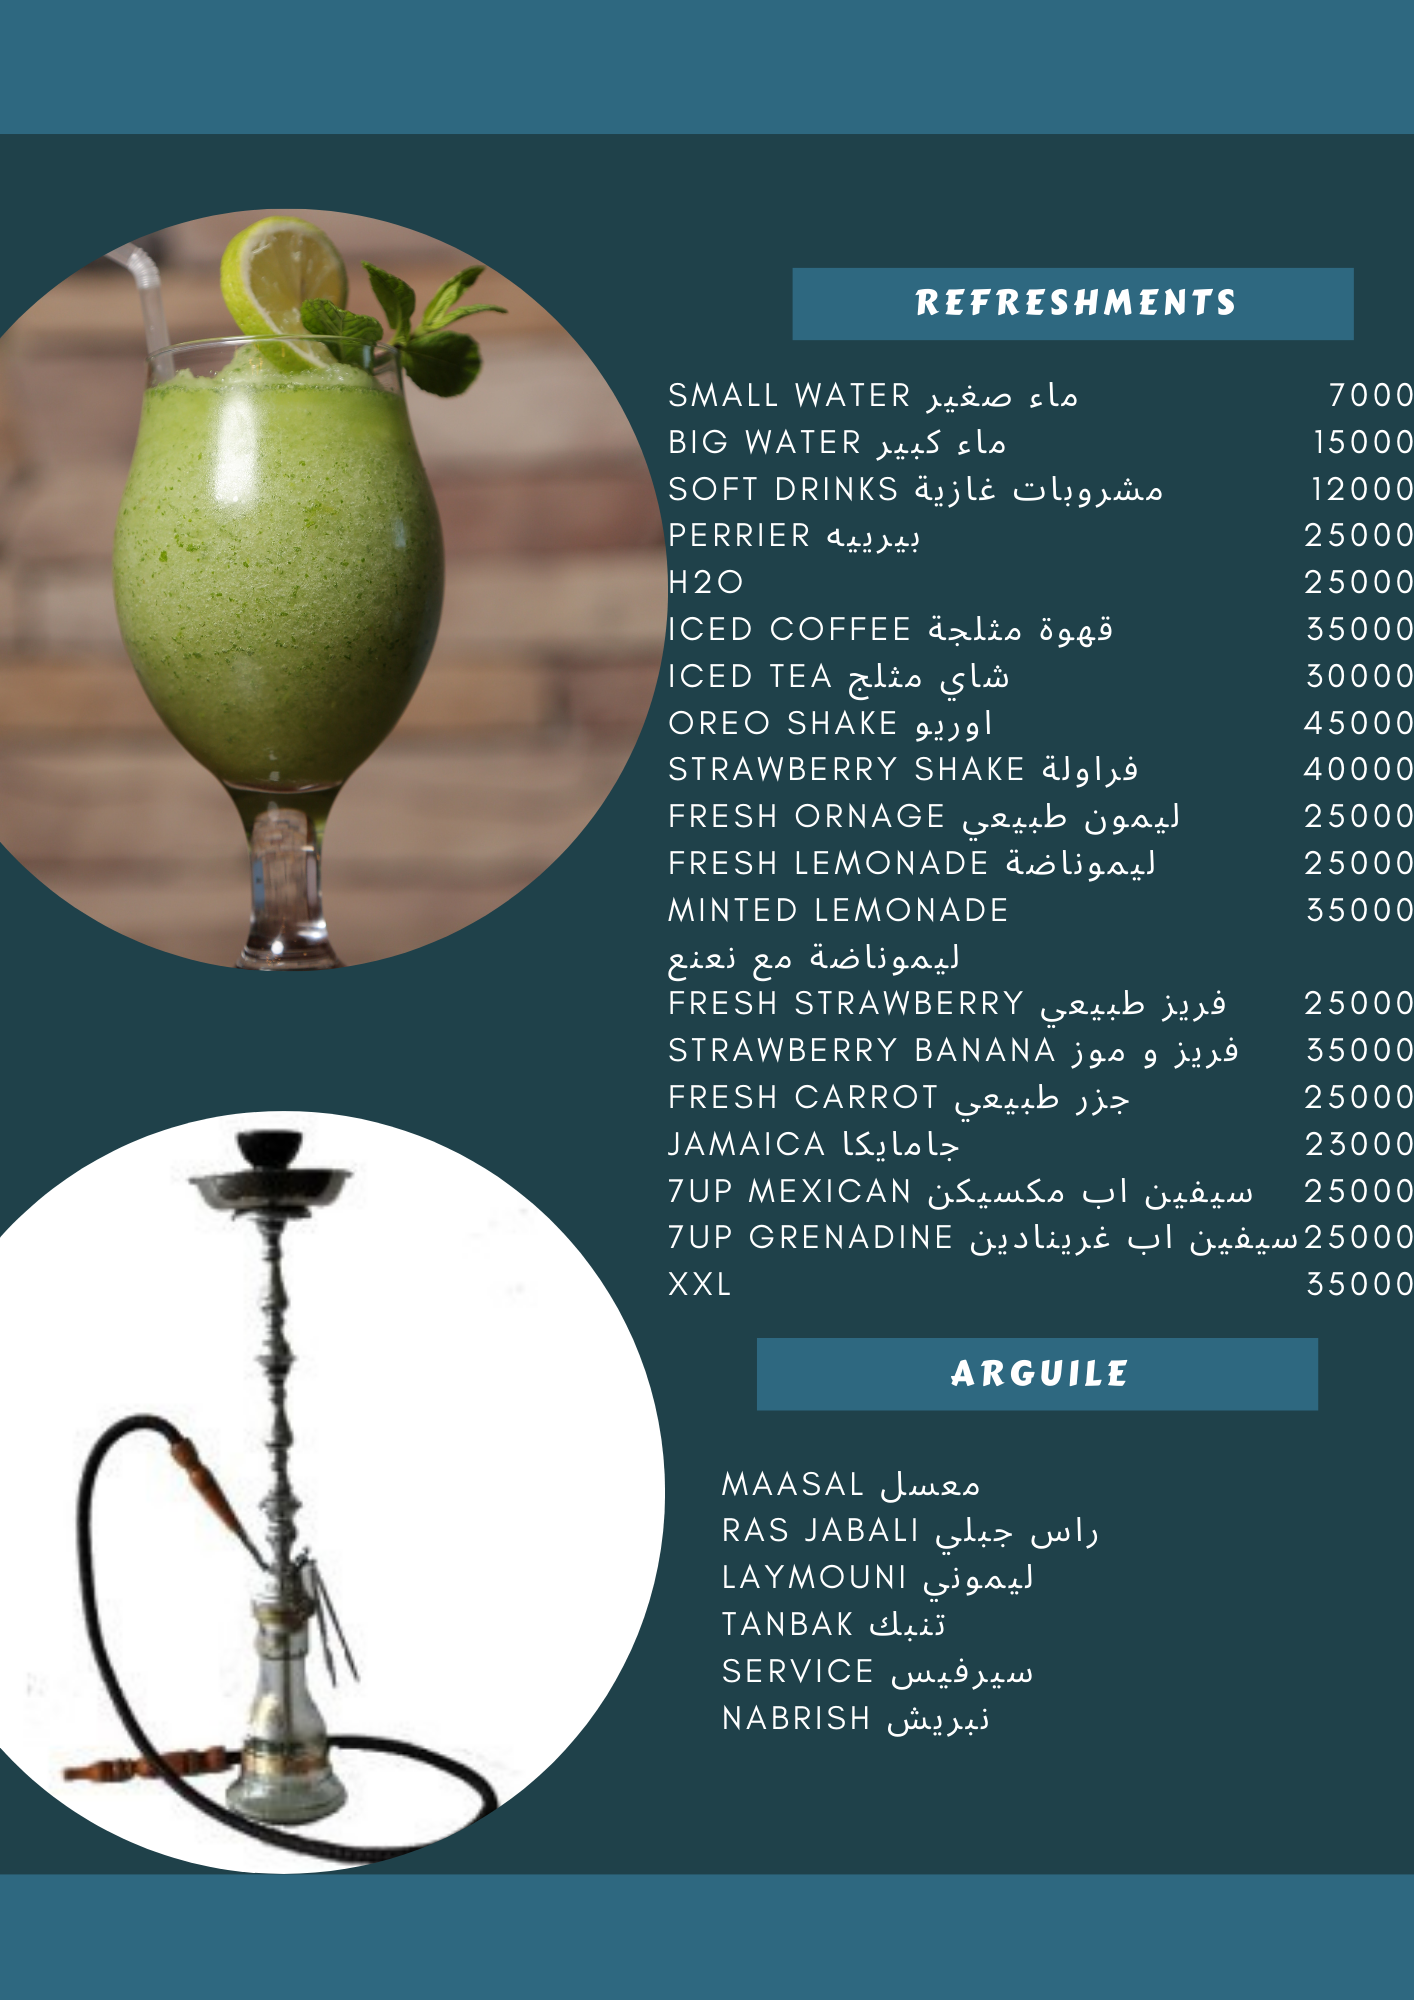 REFRESHMENTS
SMALL WATER ماء صغير 7000
BIG WATER ماء كبير 15000
SOFT DRINKS مشروبات غازية 12000
PERRIER بيرييه 25000
H2O 25000
ICED COFFEE قهوة مثلجة 35000
ICED TEA شاي مثلج 30000
OREO SHAKE اوريو 45000
STRAWBERRY SHAKE فراولة 40000
FRESH ORNAGE ليمون طبيعي 25000
FRESH LEMONADE ليموناضة 25000
MINTED LEMONADE 35000
ليموناضة مع نعنع
FRESH STRAWBERRY فريز طبيعي 25000
STRAWBERRY BANANA فريز و موز 35000
FRESH CARROT جزر طبيعي 25000
JAMAICA جامايكا 23000
7UP MEXICAN سيفين اب مكسيكن 25000
7UP GRENADINE سيفين اب غرينادين 25000
XXL 35000
ARGUILE
MAASAL معسل
RAS JABALI راس جبلي
LAYMOUNI ليموني
TANBAK تنبك
SERVICE سيرفيس
NABRISH نبريش